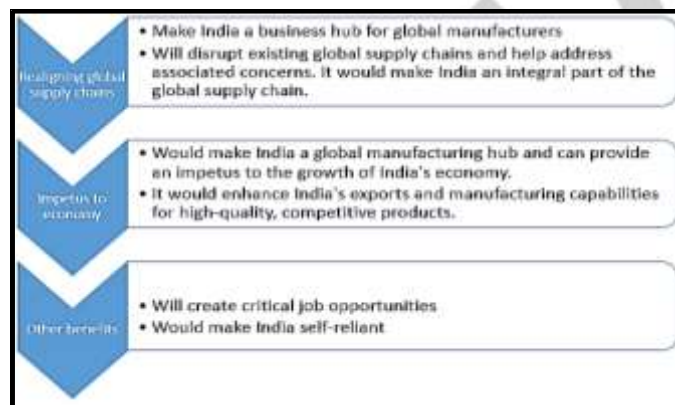 Realigning global
supply chains
• Make India a business hub for global manufacturers
• Will disrupt existing global supply chains and help address
associated concerns. It would make India an integral part of the
global supply chain.
Impetus to
economy
• Would make India a global manufacturing hub and can provide
an impetus to the growth of India's economy.
• It would enhance India's exports and manufacturing capabilities
for high-quality, competitive products.
Other benefits
• Will create critical job opportunities
• Would make India self-reliant